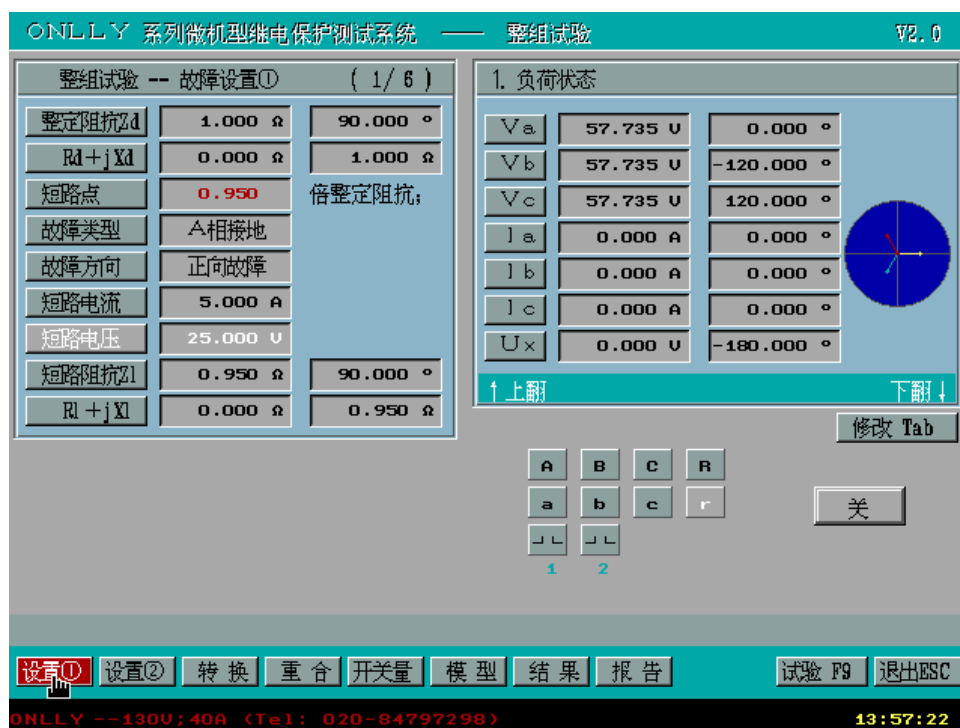 ONLLY 系列微机型继电保护测试系统 —— 整组试验 V2.0
整组试验 -- 故障设置① ( 1/ 6 )
整定阻抗Zd 1.000 Ω 90.000 °
Rd+jXd 0.000 Ω 1.000 Ω
短路点 0.950 倍整定阻抗;
故障类型 A相接地
故障方向 正向故障
短路电流 5.000 A
短路电压 25.000 V
短路阻抗Zl 0.950 Ω 90.000 °
Rl+jXl 0.000 Ω 0.950 Ω
1. 负荷状态
Va 57.735 V 0.000 °
Vb 57.735 V -120.000 °
Vc 57.735 V 120.000 °
Ia 0.000 A 0.000 °
Ib 0.000 A 0.000 °
Ic 0.000 A 0.000 °
Ux 0.000 V -180.000 °
↑上翻 下翻↓
修改 Tab
A B C R
a b c r
关
1 2
设置① 设置② 转 换 重 合 开关量 模 型 结 果 报 告 试验 F9 退出ESC
ONLLY --130V;40A (Tel: 020-84797298) 13:57:22